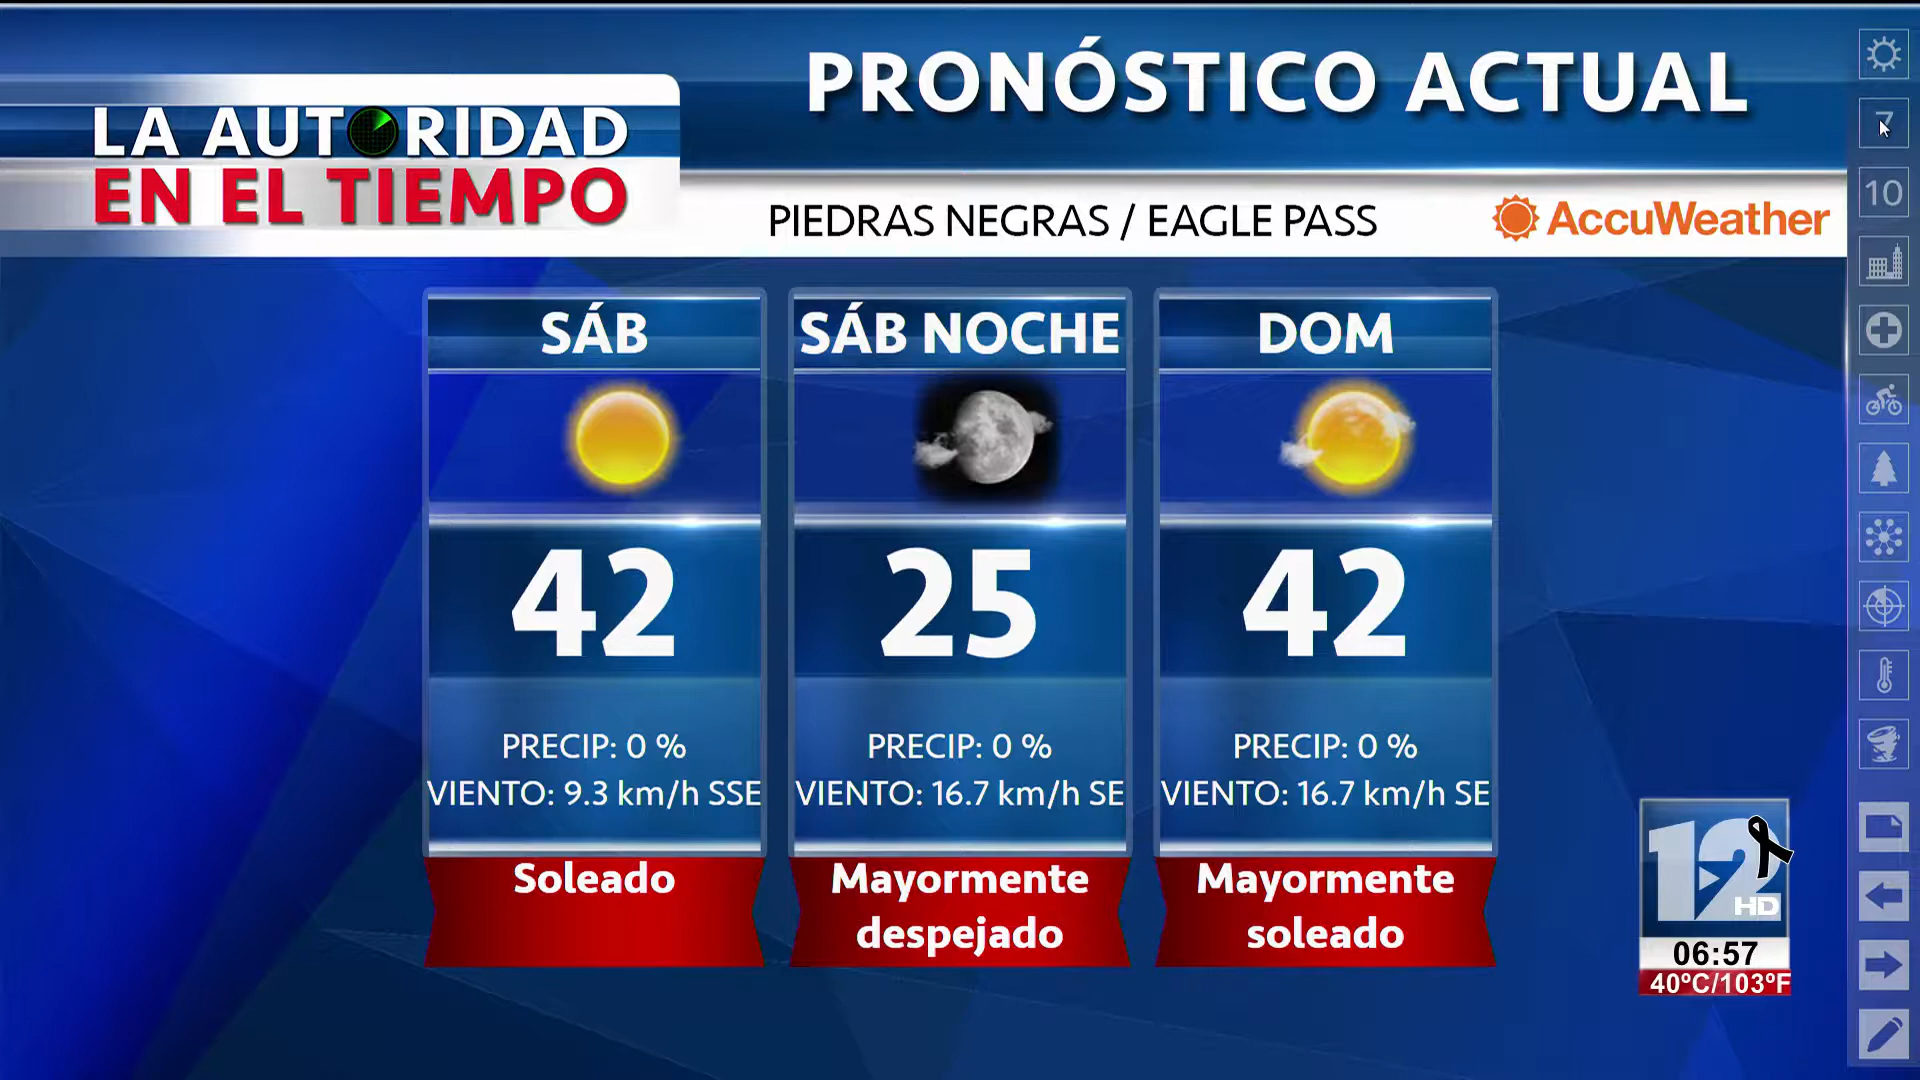 PRONÓSTICO ACTUAL
LA AUTORIDAD
EN EL TIEMPO
PIEDRAS NEGRAS / EAGLE PASS
AccuWeather
7
10
SÁB
42
PRECIP: 0 %
VIENTO: 9.3 km/h SSE
Soleado
SÁB NOCHE
25
PRECIP: 0 %
VIENTO: 16.7 km/h SE
Mayormente
despejado
DOM
42
PRECIP: 0 %
VIENTO: 16.7 km/h SE
Mayormente
soleado
12
HD
06:57
40ºC/103ºF